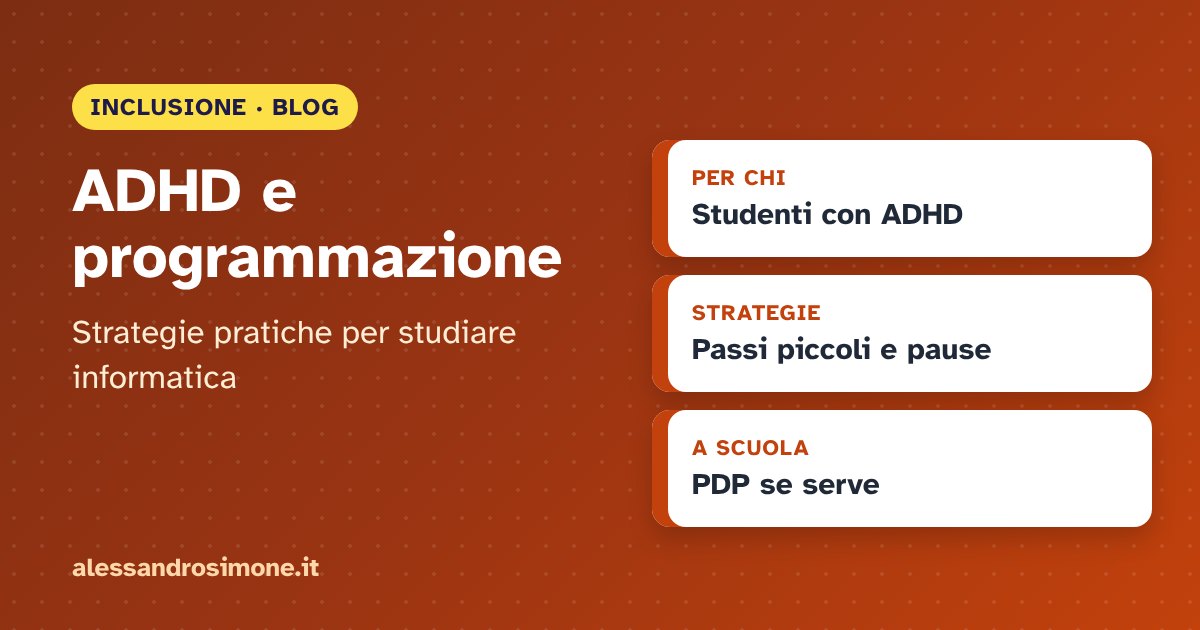 INCLUSIONE · BLOG
ADHD e
programmazione
Strategie pratiche per studiare
informatica
PER CHI
Studenti con ADHD
STRATEGIE
Passi piccoli e pause
A SCUOLA
PDP se serve
alessandrosimone.it